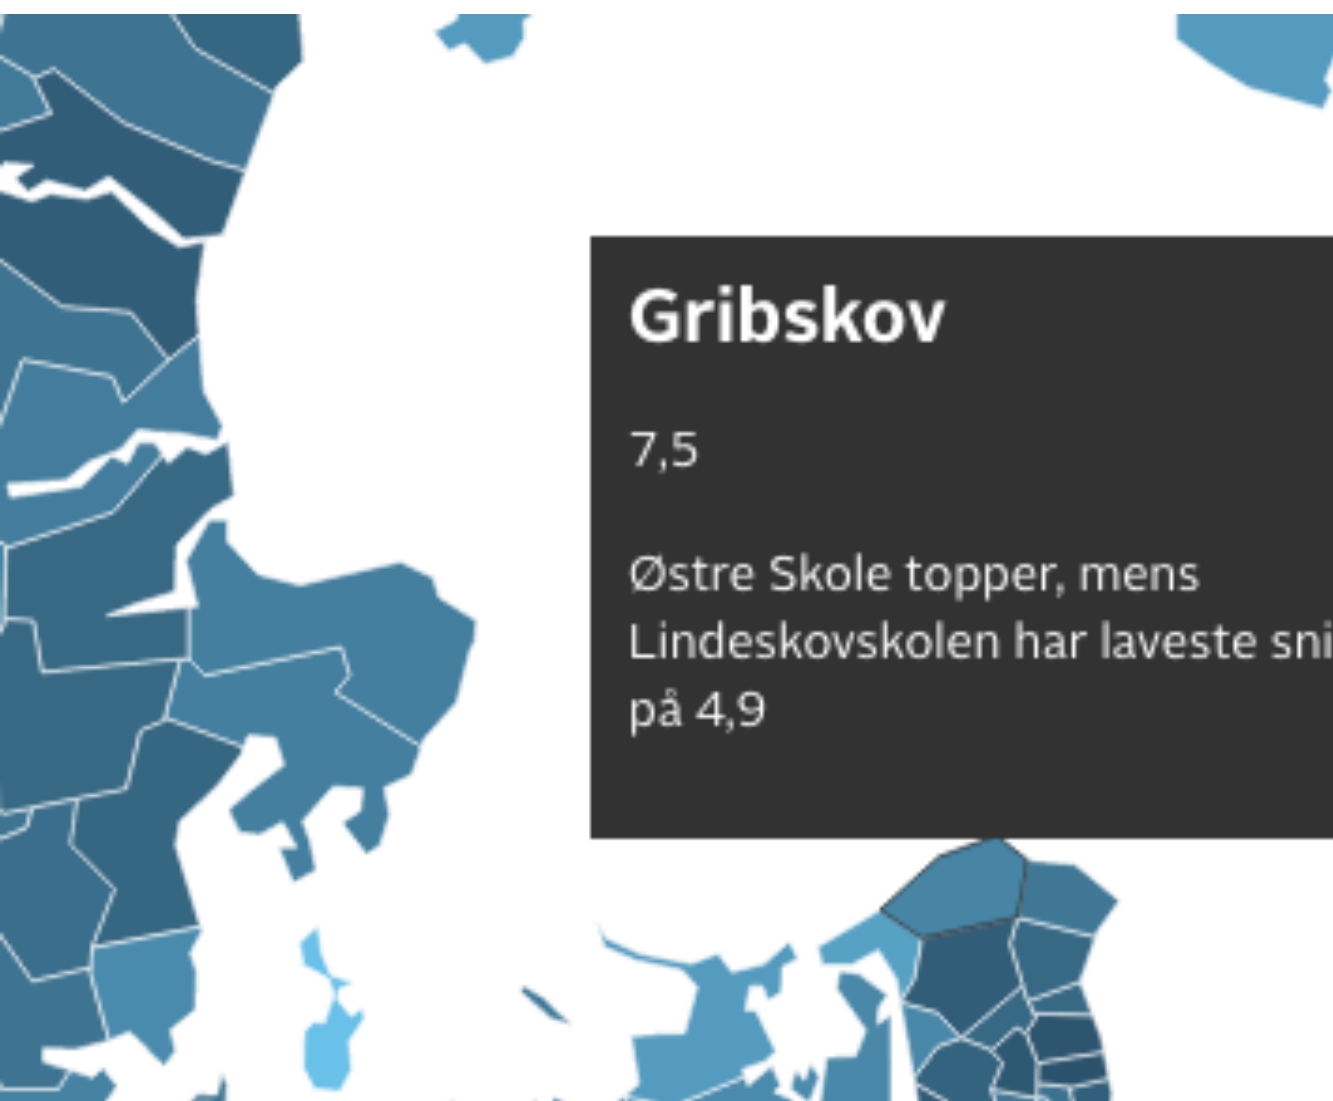 Gribskov
7,5
Østre Skole topper, mens
Lindeskovskolen har laveste
på 4,9